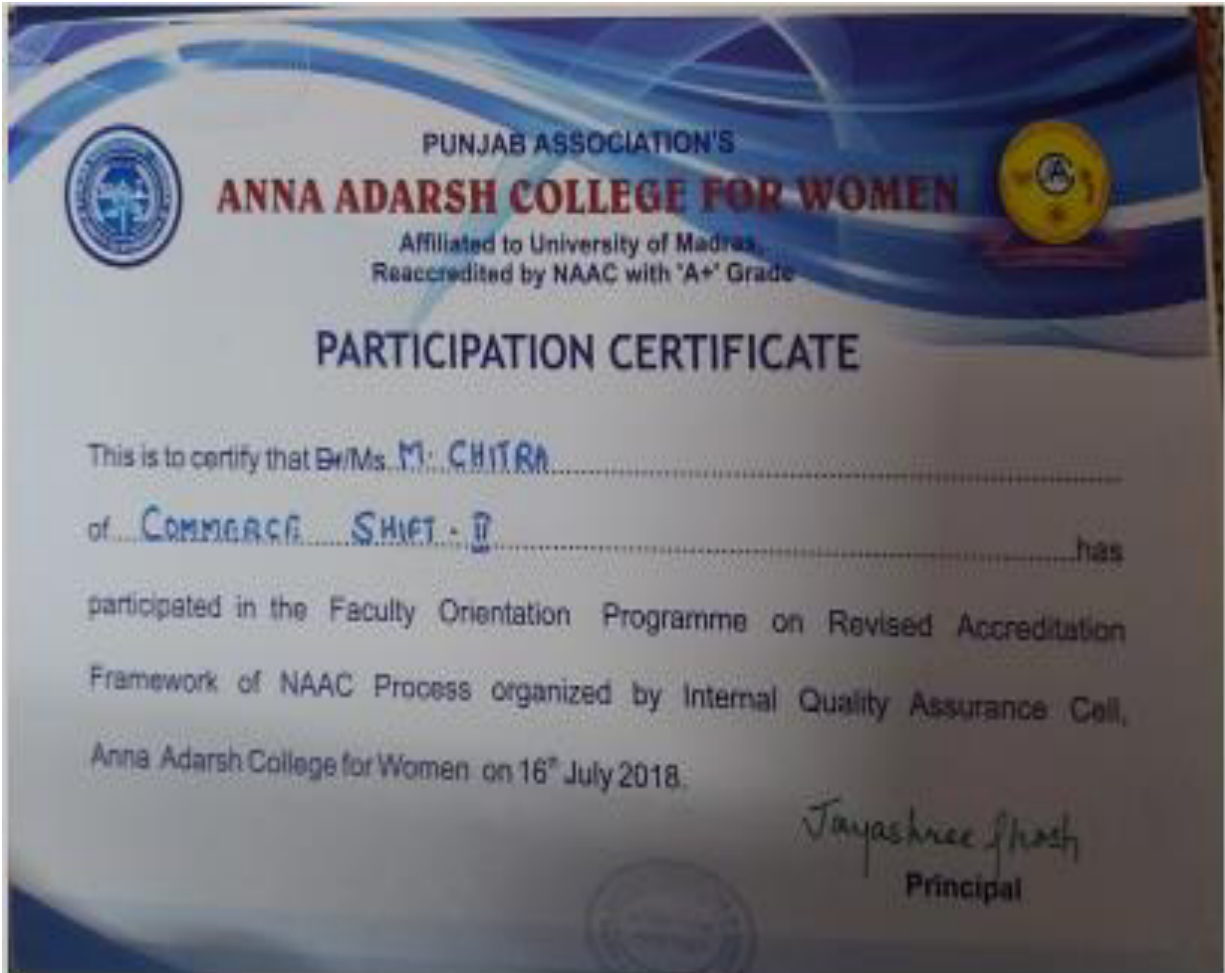 PUNJAB ASSOCIATION'S
ANNA ADARSH COLLEGE FOR WOMEN
Affiliated to University of Madras,
Reaccredited by NAAC with 'A+' Grade
PARTICIPATION CERTIFICATE
This is to certify that Dr/Ms. M. CHITRA
of COMMERCE SHIFT - II has
participated in the Faculty Orientation Programme on Revised Accreditation
Framework of NAAC Process organized by Internal Quality Assurance Cell,
Anna Adarsh College for Women on 16th July 2018.
Jayashree Ghosh
Principal